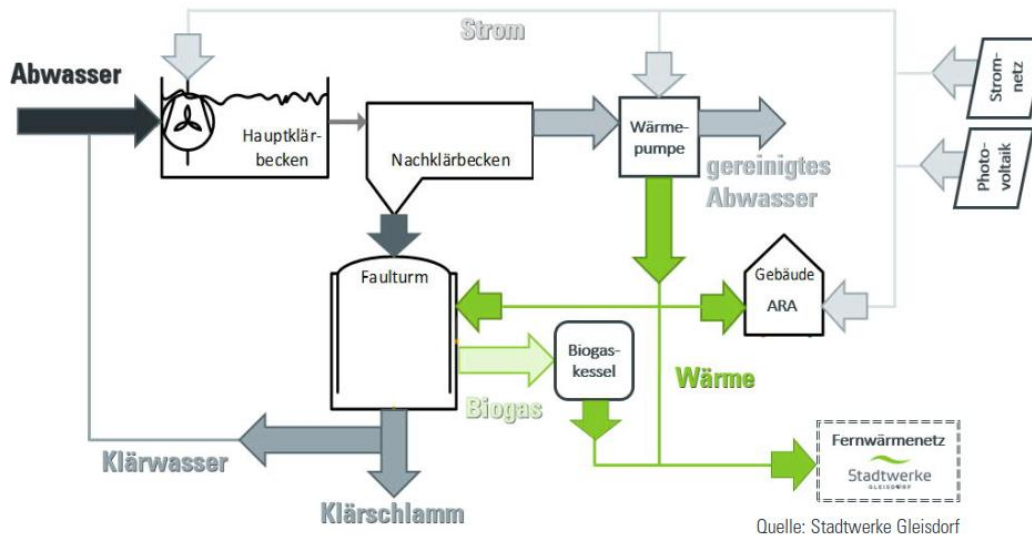 Strom
Abwasser
Hauptklär-
becken
Nachklärbecken
Wärme-
pumpe
gereinigtes
Abwasser
Strom-
netz
Photo-
voltaik
Faulturm
Gebäude
ARA
Biogas-
kessel
Biogas
Wärme
Klärwasser
Klärschlamm
Fernwärmenetz
Stadtwerke
GLEISDORF
Quelle: Stadtwerke Gleisdorf